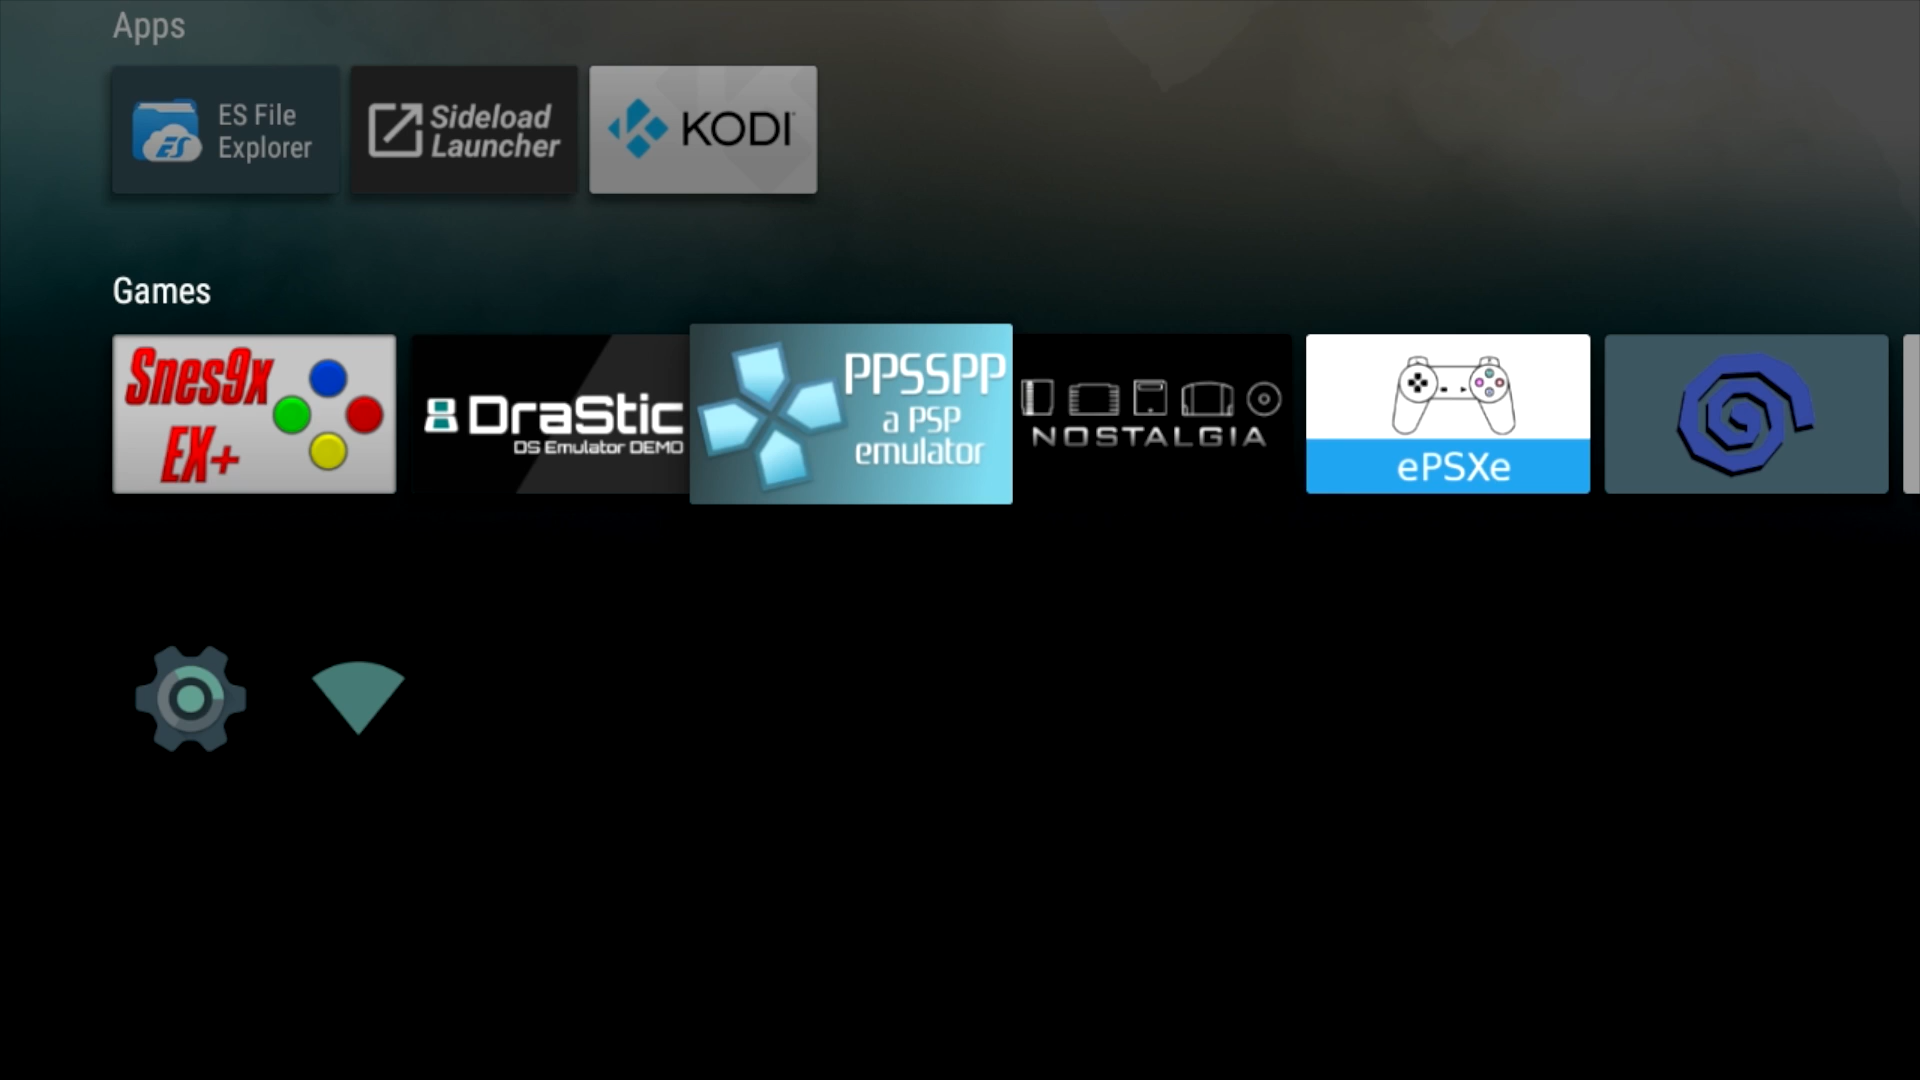 Apps
ES File
Explorer
Sideload
Launcher
KODI
Games
Snes9x
EX+
DraStic
DS Emulator DEMO
PPSSPP
a PSP
emulator
NOSTALGIA
ePSXe